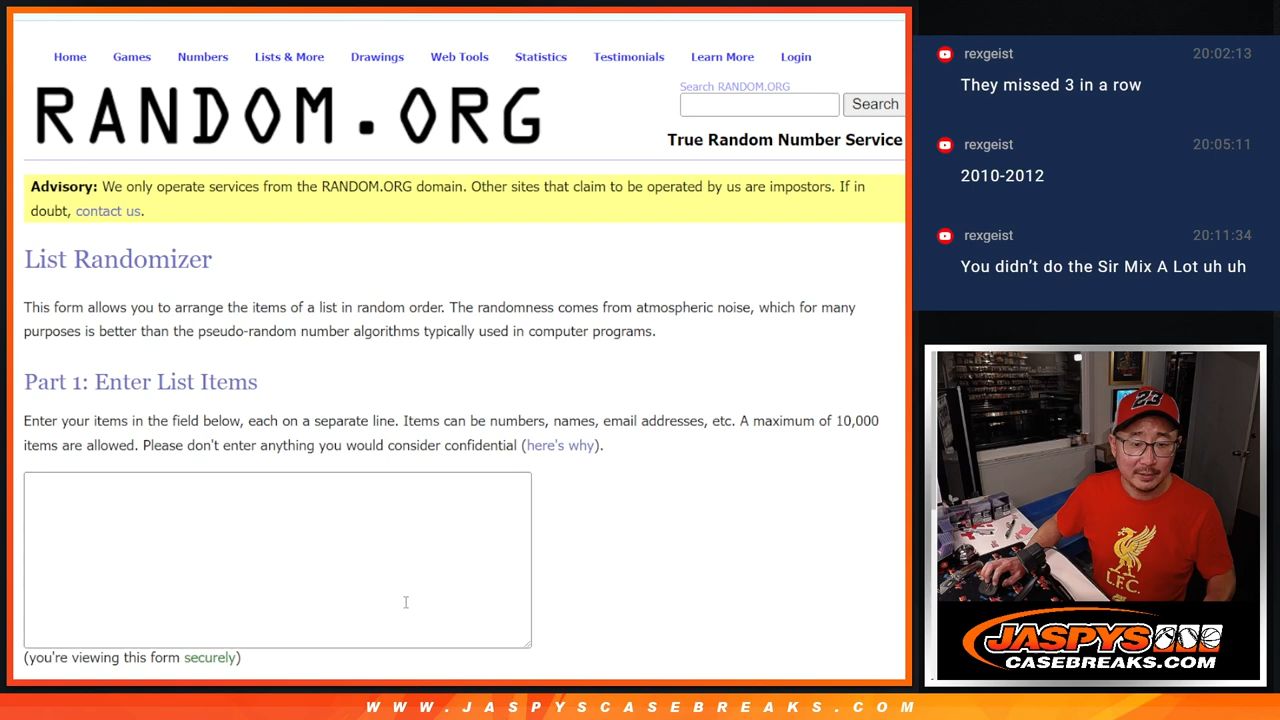 Home Games Numbers Lists & More Drawings Web Tools Statistics Testimonials Learn More Login
RANDOM.ORG
Search RANDOM.ORG
Search
True Random Number Service
Advisory: We only operate services from the RANDOM.ORG domain. Other sites that claim to be operated by us are impostors. If in
doubt, contact us.
List Randomizer
This form allows you to arrange the items of a list in random order. The randomness comes from atmospheric noise, which for many
purposes is better than the pseudo-random number algorithms typically used in computer programs.
Part 1: Enter List Items
Enter your items in the field below, each on a separate line. Items can be numbers, names, email addresses, etc. A maximum of 10,000
items are allowed. Please don't enter anything you would consider confidential (here's why).
(you're viewing this form securely)
rexgeist 20:02:13
They missed 3 in a row
rexgeist 20:05:11
2010-2012
rexgeist 20:11:34
You didn’t do the Sir Mix A Lot uh uh
L.F.C.
JASPYS
CASEBREAKS.COM
WWW.JASPYSCASEBREAKS.COM